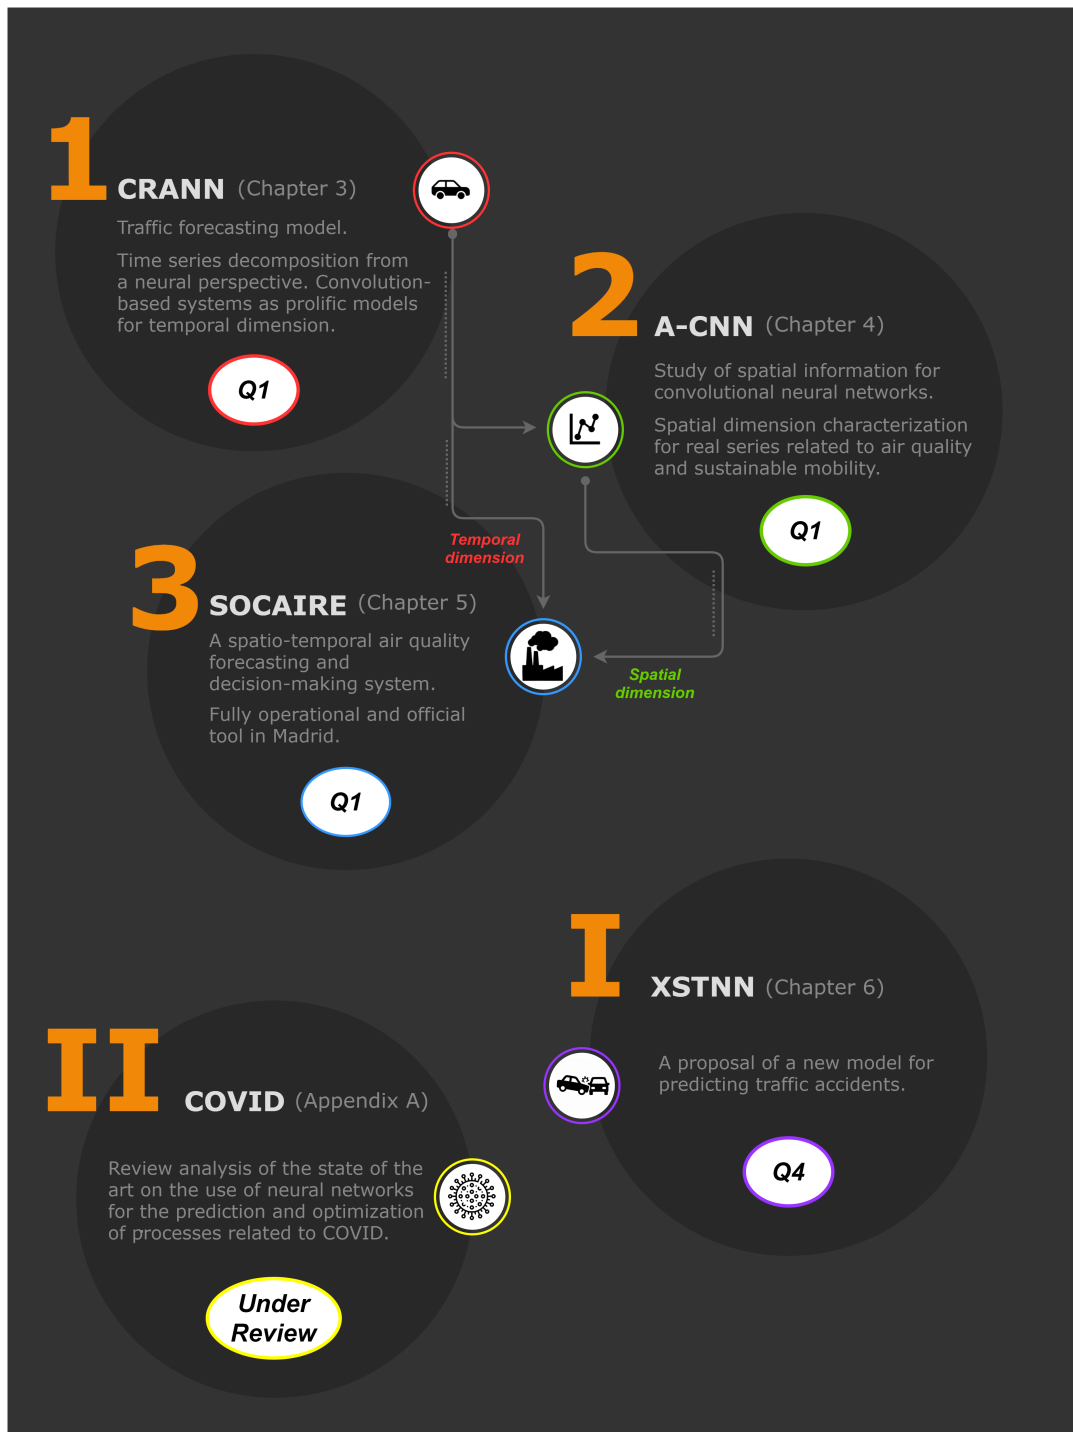 1
CRANN (Chapter 3)
Traffic forecasting model.
Time series decomposition from
a neural perspective. Convolution-
based systems as prolific models
for temporal dimension.
Q1
2
A-CNN (Chapter 4)
Study of spatial information for
convolutional neural networks.
Spatial dimension characterization
for real series related to air quality
and sustainable mobility.
Q1
Temporal
dimension
3
SOCAIRE (Chapter 5)
A spatio-temporal air quality
forecasting and
decision-making system.
Fully operational and official
tool in Madrid.
Q1
Spatial
dimension
I
XSTNN (Chapter 6)
A proposal of a new model for
predicting traffic accidents.
Q4
II
COVID (Appendix A)
Review analysis of the state of the
art on the use of neural networks
for the prediction and optimization
of processes related to COVID.
Under
Review